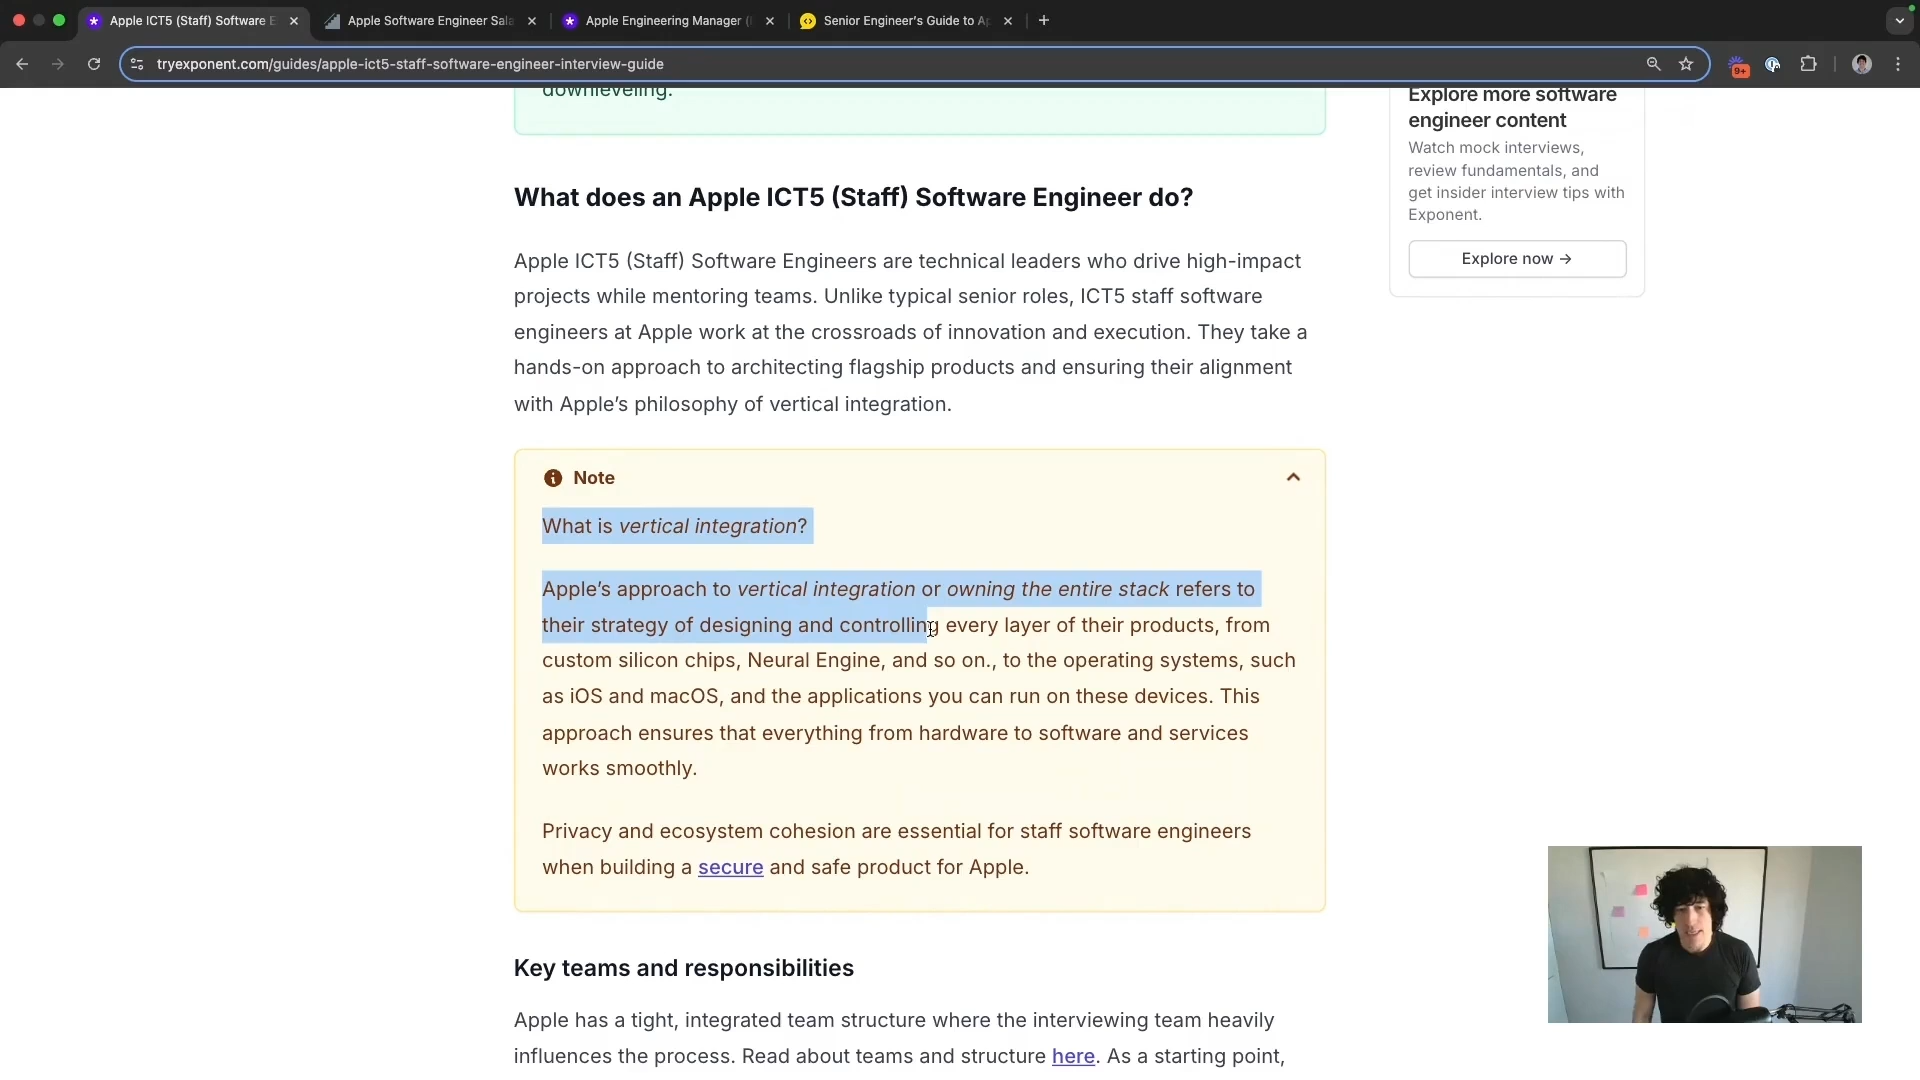 Apple ICT5 (Staff) Software E
Apple Software Engineer Sala
Apple Engineering Manager (
Senior Engineer's Guide to Ap
tryexponent.com/guides/apple-ict5-staff-software-engineer-interview-guide
9+
downleveling.
Explore more software
engineer content
Watch mock interviews,
review fundamentals, and
get insider interview tips with
Exponent.
Explore now →
What does an Apple ICT5 (Staff) Software Engineer do?
Apple ICT5 (Staff) Software Engineers are technical leaders who drive high-impact
projects while mentoring teams. Unlike typical senior roles, ICT5 staff software
engineers at Apple work at the crossroads of innovation and execution. They take a
hands-on approach to architecting flagship products and ensuring their alignment
with Apple's philosophy of vertical integration.
Note
What is vertical integration?
Apple's approach to vertical integration or owning the entire stack refers to
their strategy of designing and controlling every layer of their products, from
custom silicon chips, Neural Engine, and so on., to the operating systems, such
as iOS and macOS, and the applications you can run on these devices. This
approach ensures that everything from hardware to software and services
works smoothly.
Privacy and ecosystem cohesion are essential for staff software engineers
when building a secure and safe product for Apple.
Key teams and responsibilities
Apple has a tight, integrated team structure where the interviewing team heavily
influences the process. Read about teams and structure here. As a starting point,